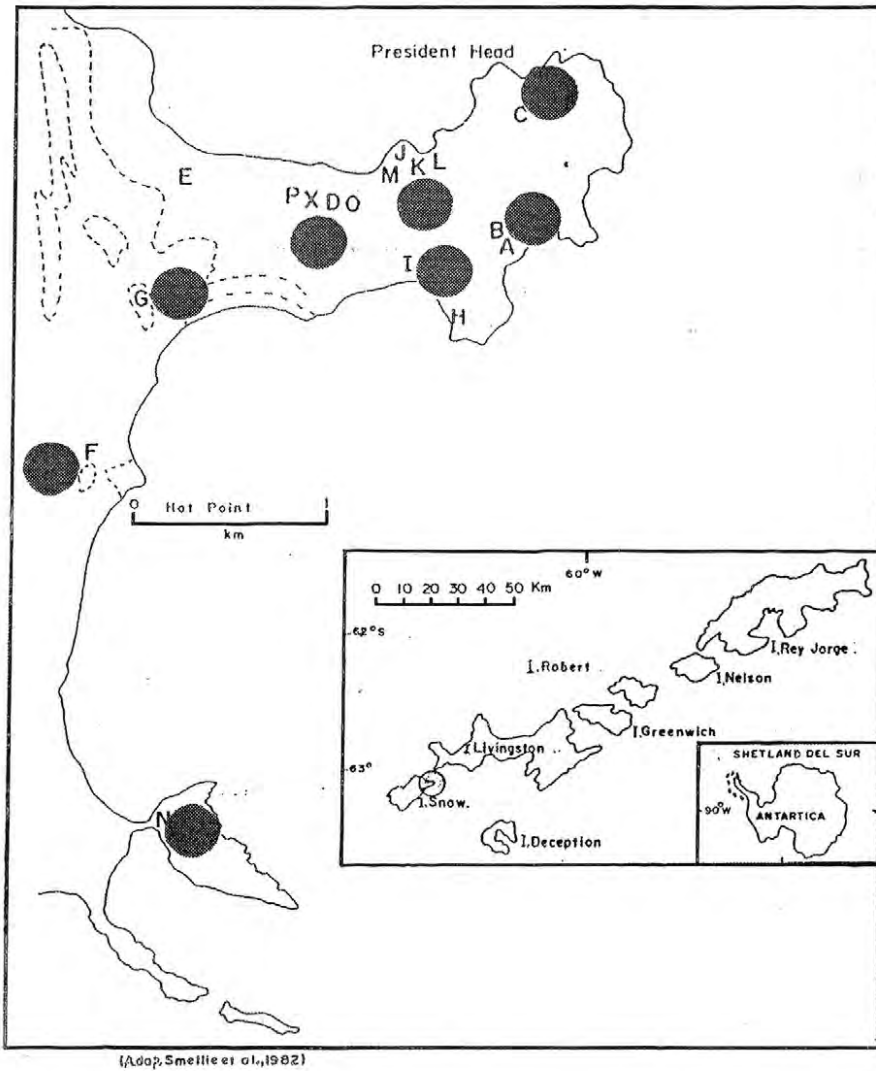 President Head
C
E
J
L
M
K
P X D O
B
A
I
G
H
F
0 Hot Point 1
km
N
60°W
0 10 20 30 40 50 Km
62°S
I.Rey Jorge
I.Robert
I.Nelson
I.Greenwich
I.Livingston
63°
I.Snow.
I.Deception
SHETLAND DEL SUR
90°W
ANTARTICA
(Adap. Smellie et al.,1982)